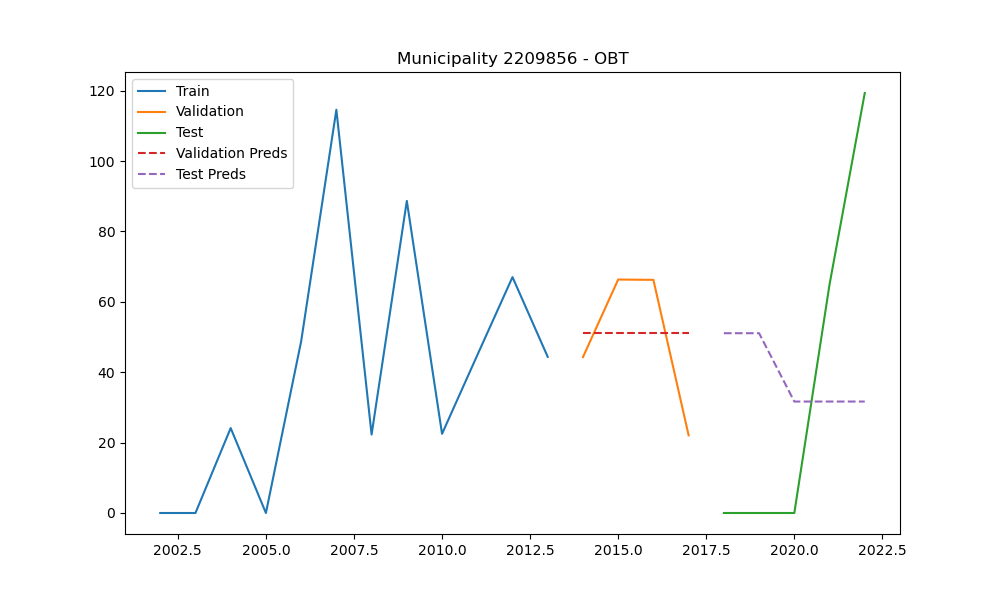 Municipality 2209856 - OBT
Train
Validation
Test
Validation Preds
Test Preds
120
100
80
60
40
20
0
2002.5 2005.0 2007.5 2010.0 2012.5 2015.0 2017.5 2020.0 2022.5